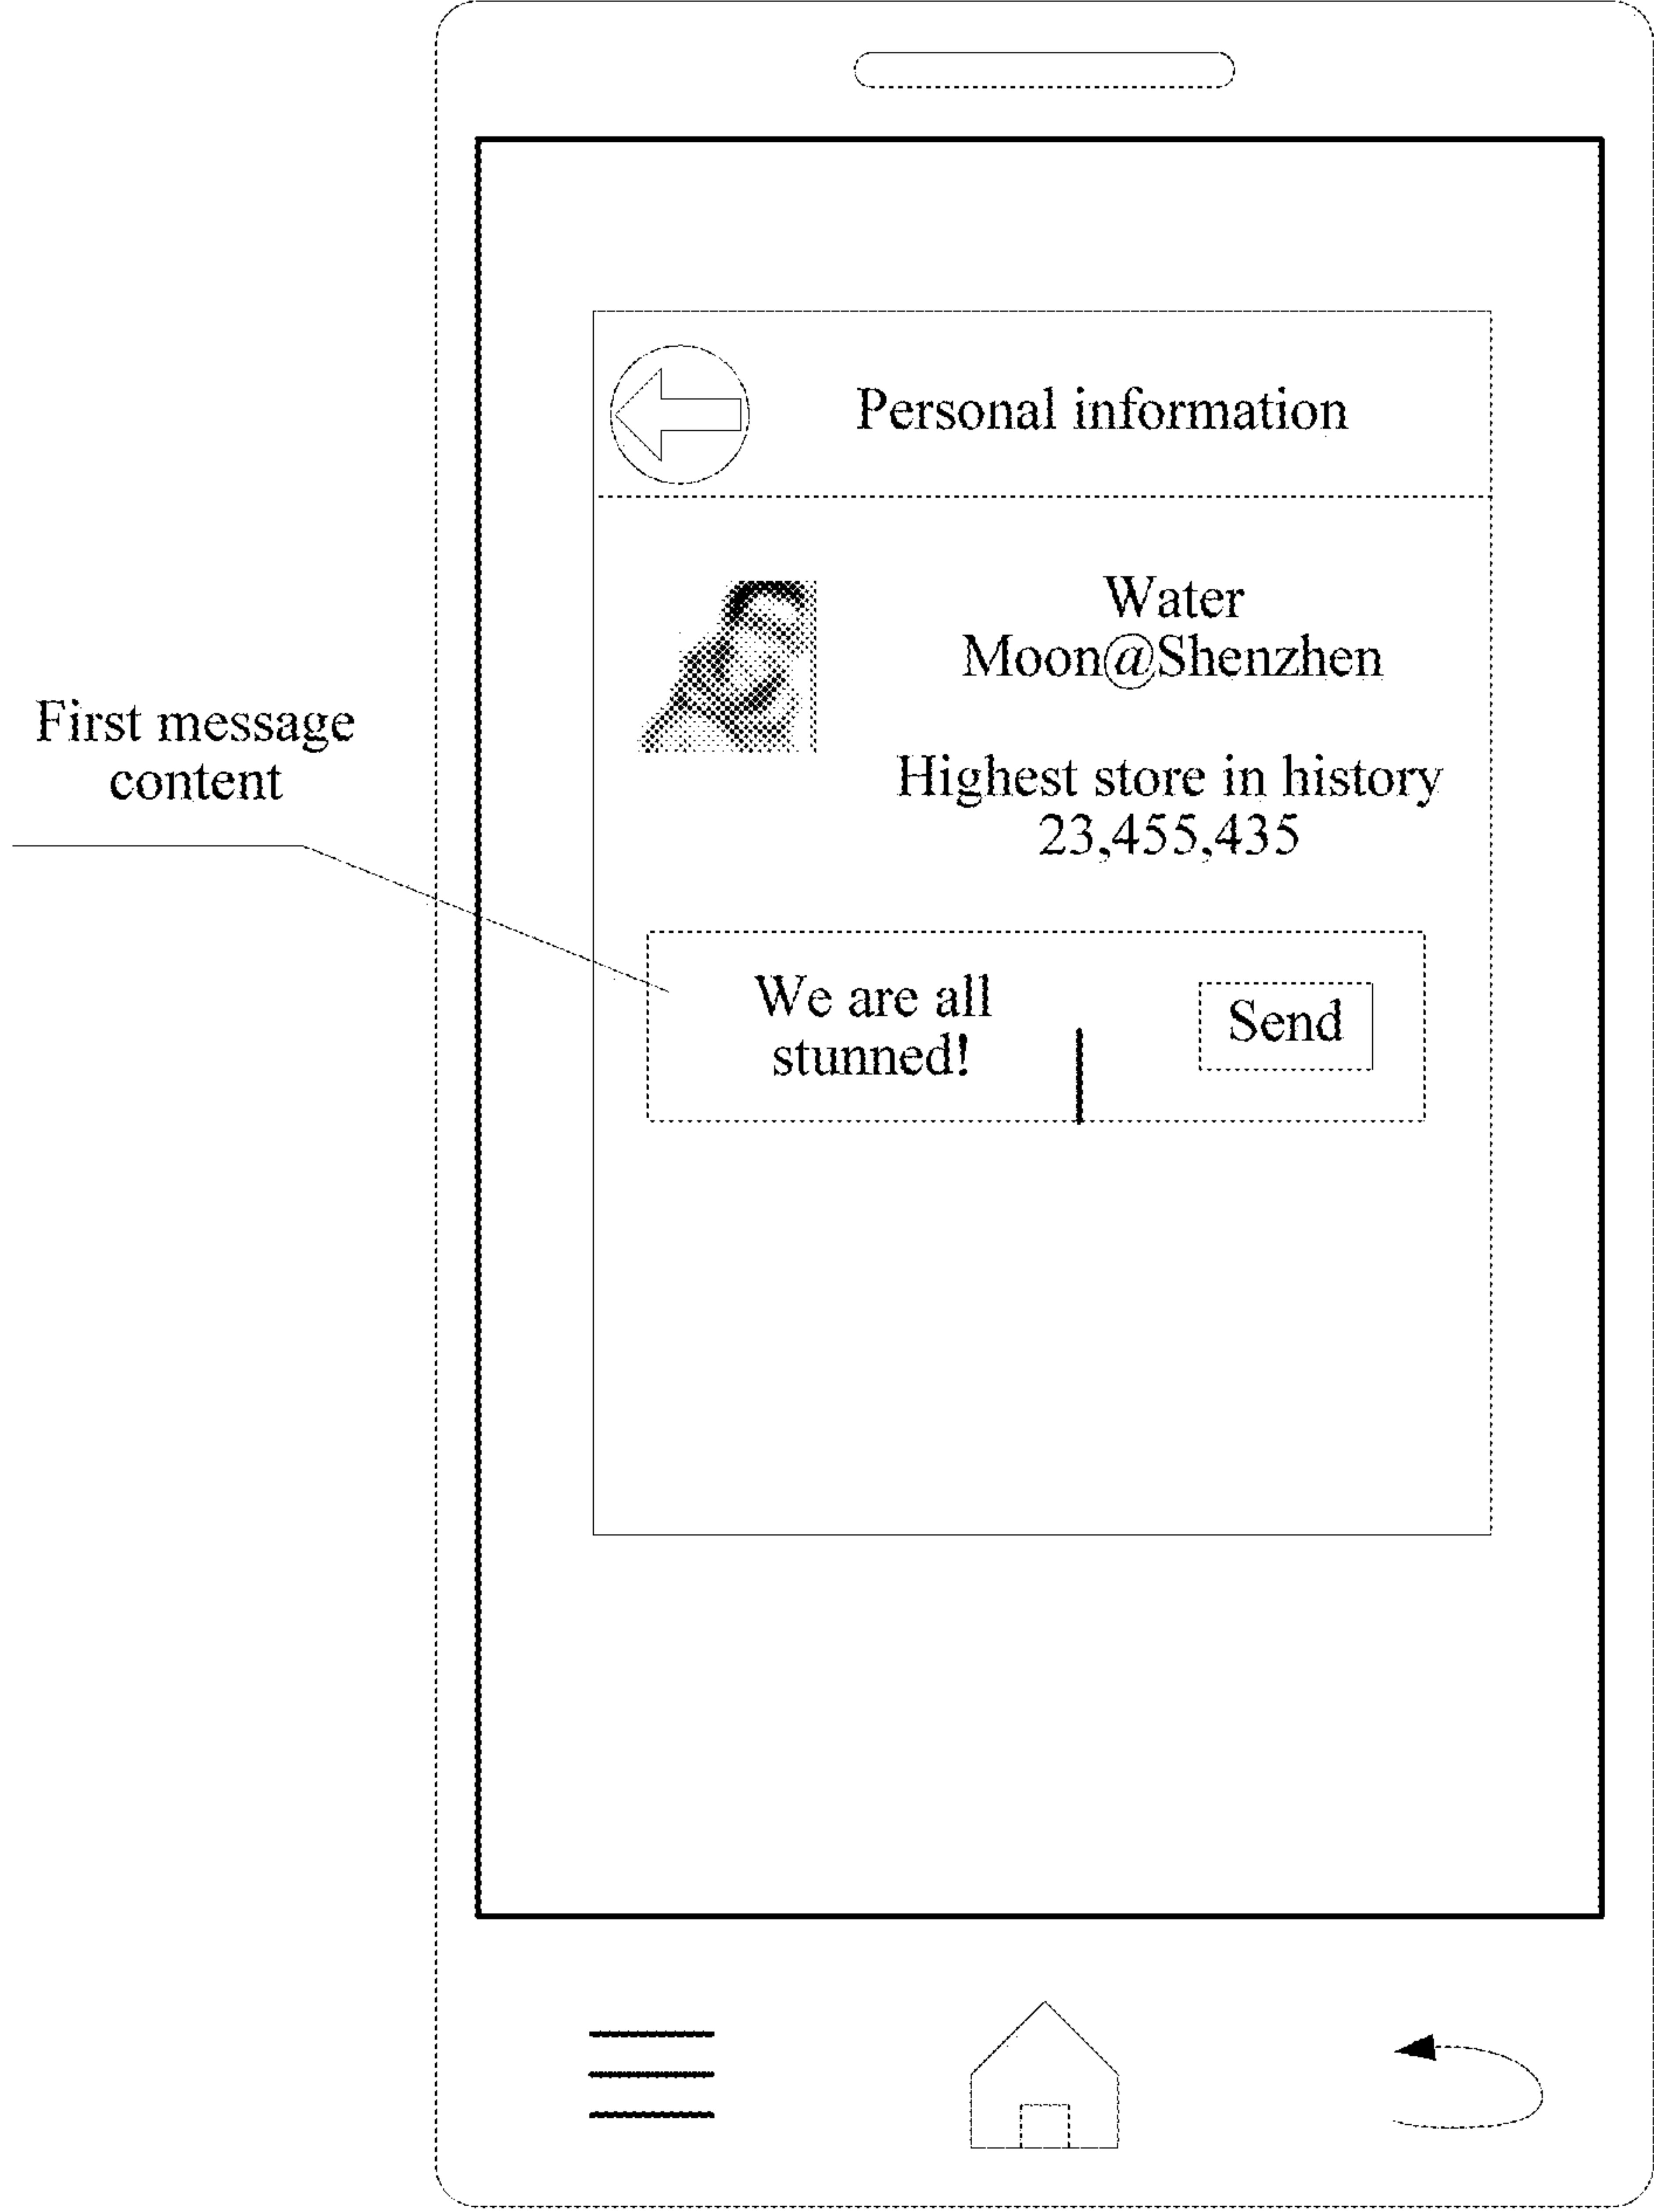 Personal information
Water
Moon@Shenzhen
First message
content
Highest store in history
23,455,435
We are all
stunned!
Send